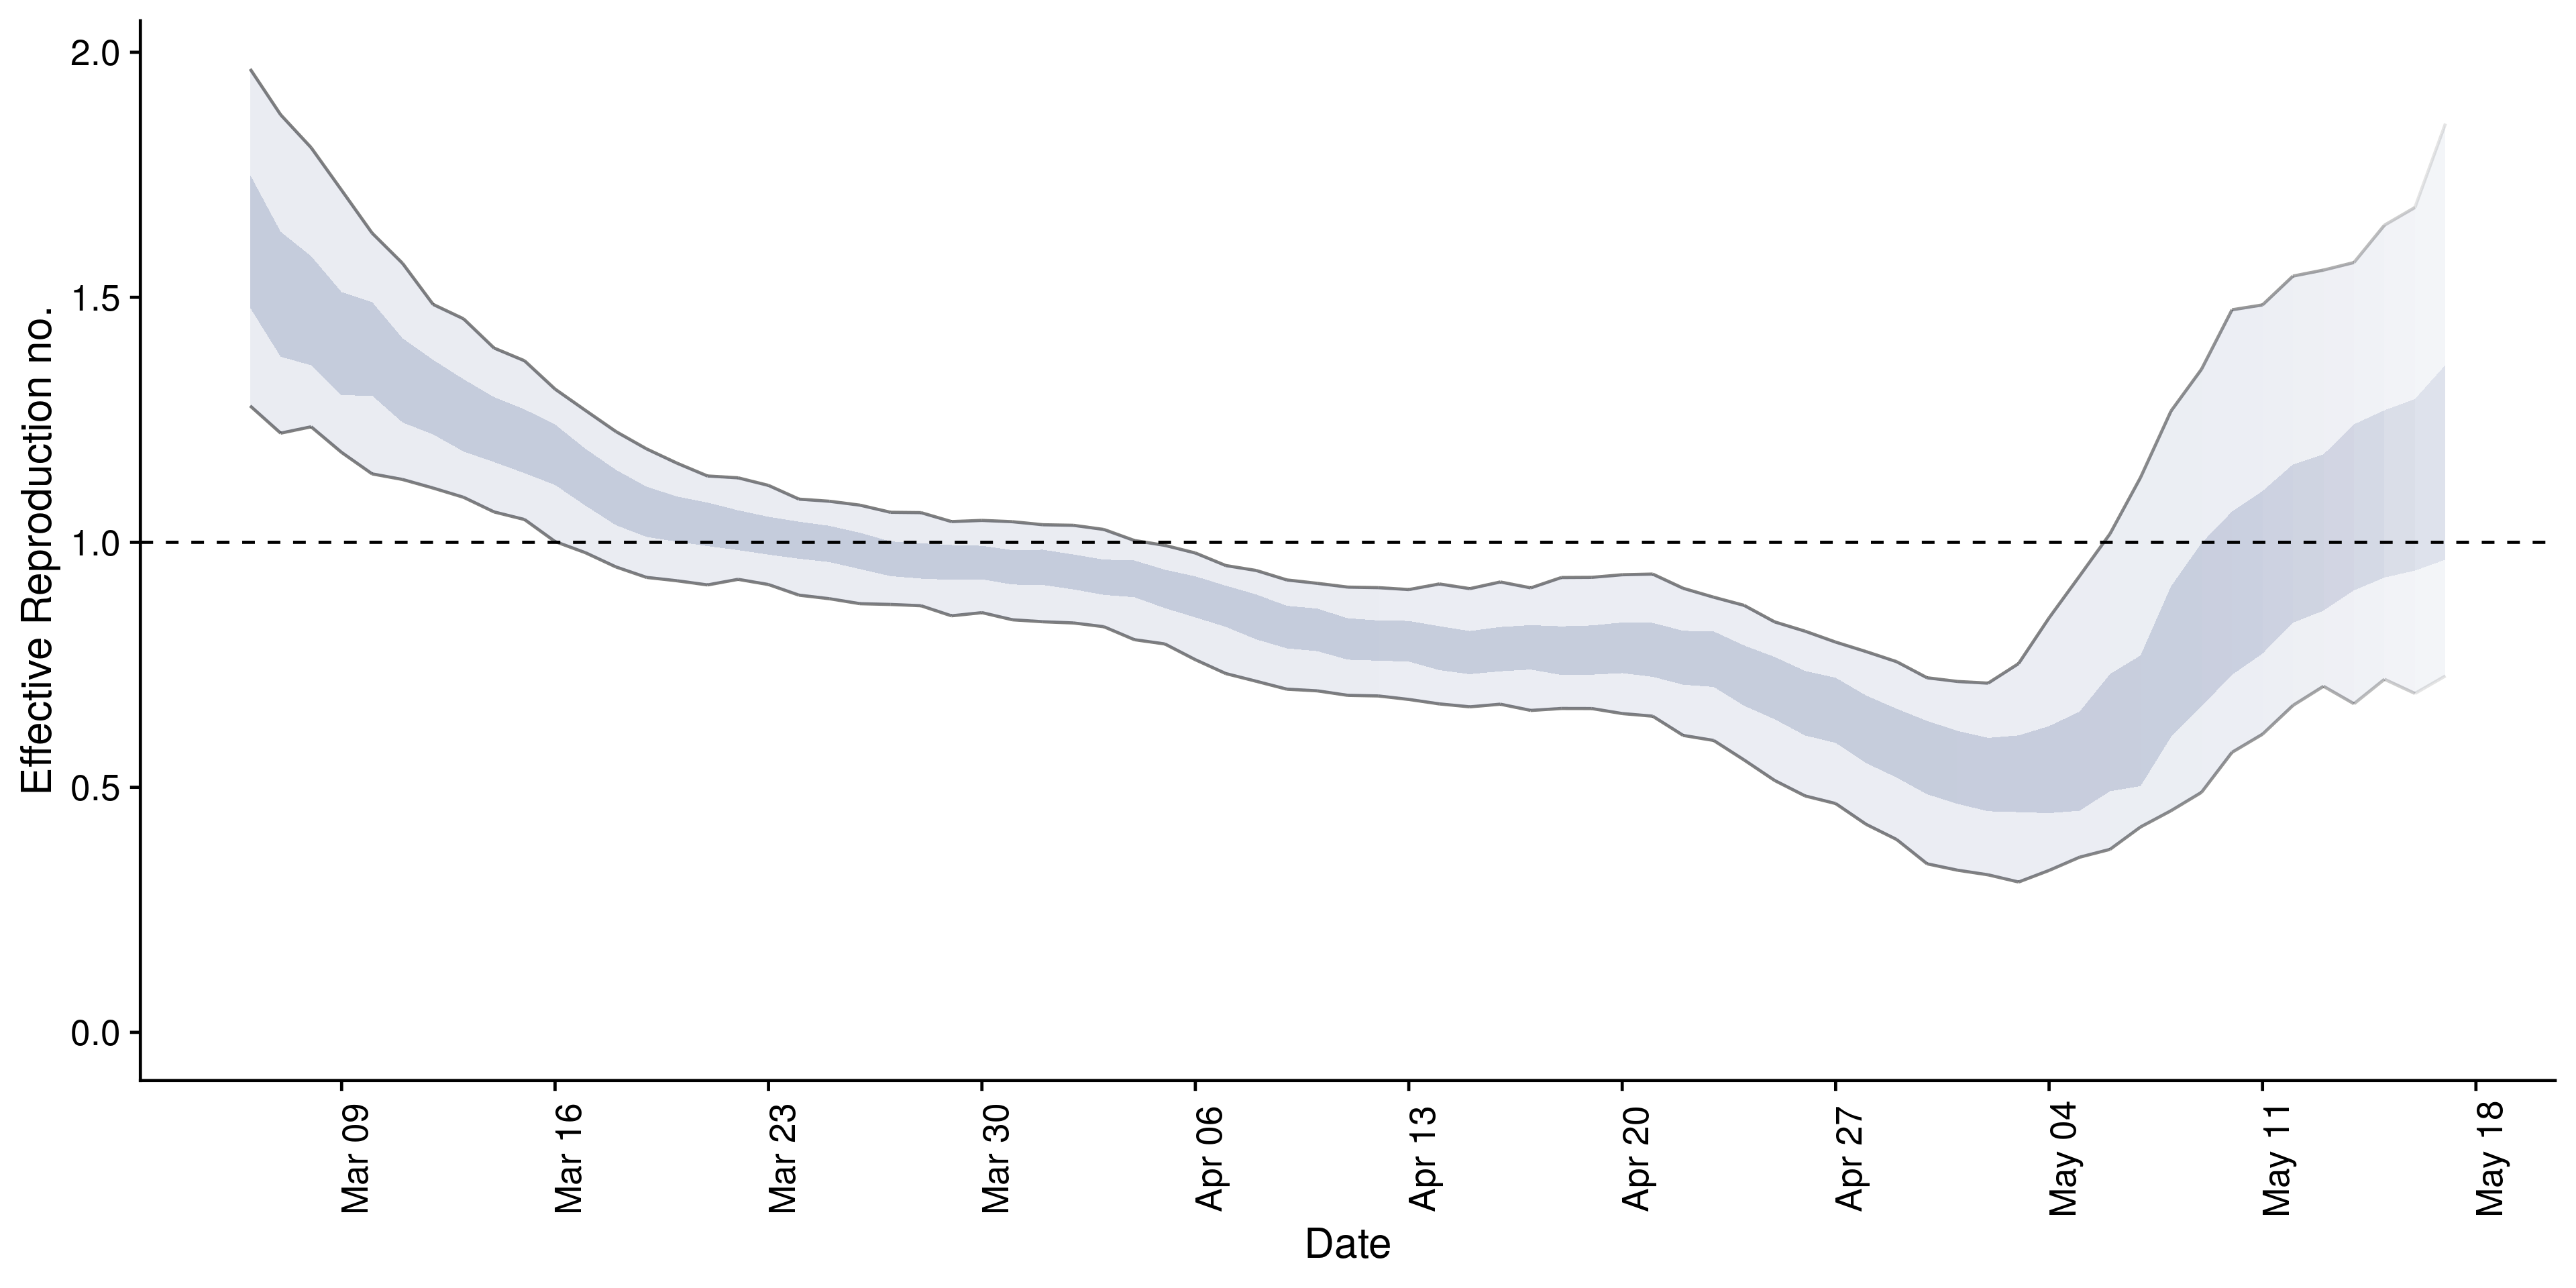 Effective Reproduction no.
2.0
1.5
1.0
0.5
0.0
Mar 09
Mar 16
Mar 23
Mar 30
Apr 06
Apr 13
Apr 20
Apr 27
May 04
May 11
May 18
Date